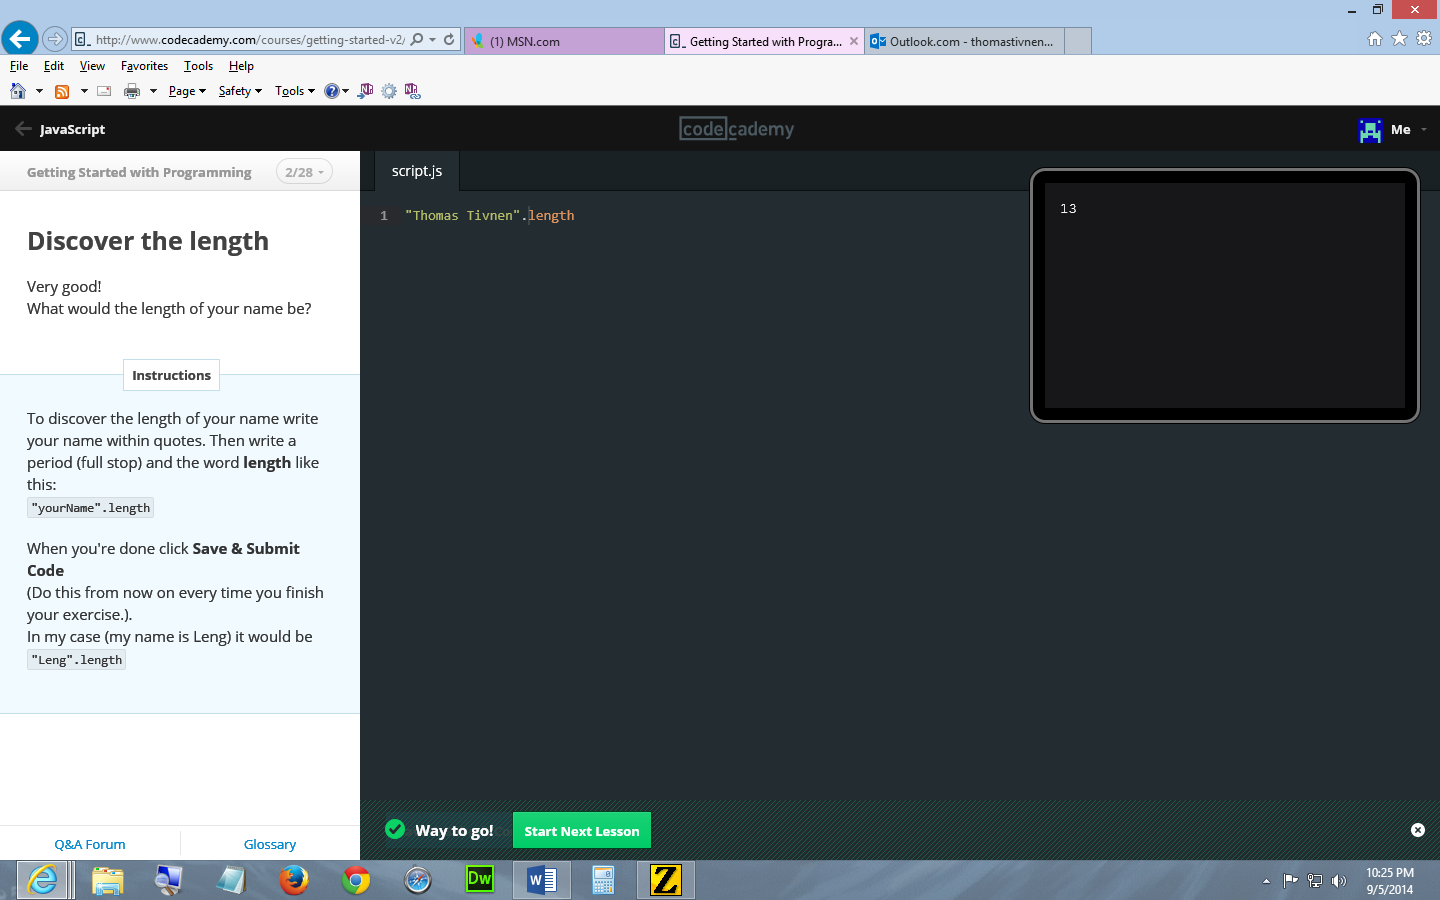 http://www.codecademy.com/courses/getting-started-v2/
(1) MSN.com
Getting Started with Progra...
Outlook.com - thomastivnen...
File Edit View Favorites Tools Help
Page Safety Tools
JavaScript
codecademy
Me
Getting Started with Programming
2/28
script.js
1 "Thomas Tivnen".length
13
Discover the length
Very good!
What would the length of your name be?
Instructions
To discover the length of your name write
your name within quotes. Then write a
period (full stop) and the word length like
this:
"yourName".length
When you're done click Save & Submit
Code
(Do this from now on every time you finish
your exercise.).
In my case (my name is Leng) it would be
"Leng".length
Way to go!
Start Next Lesson
Q&A Forum
Glossary
Dw
W
Z
10:25 PM
9/5/2014